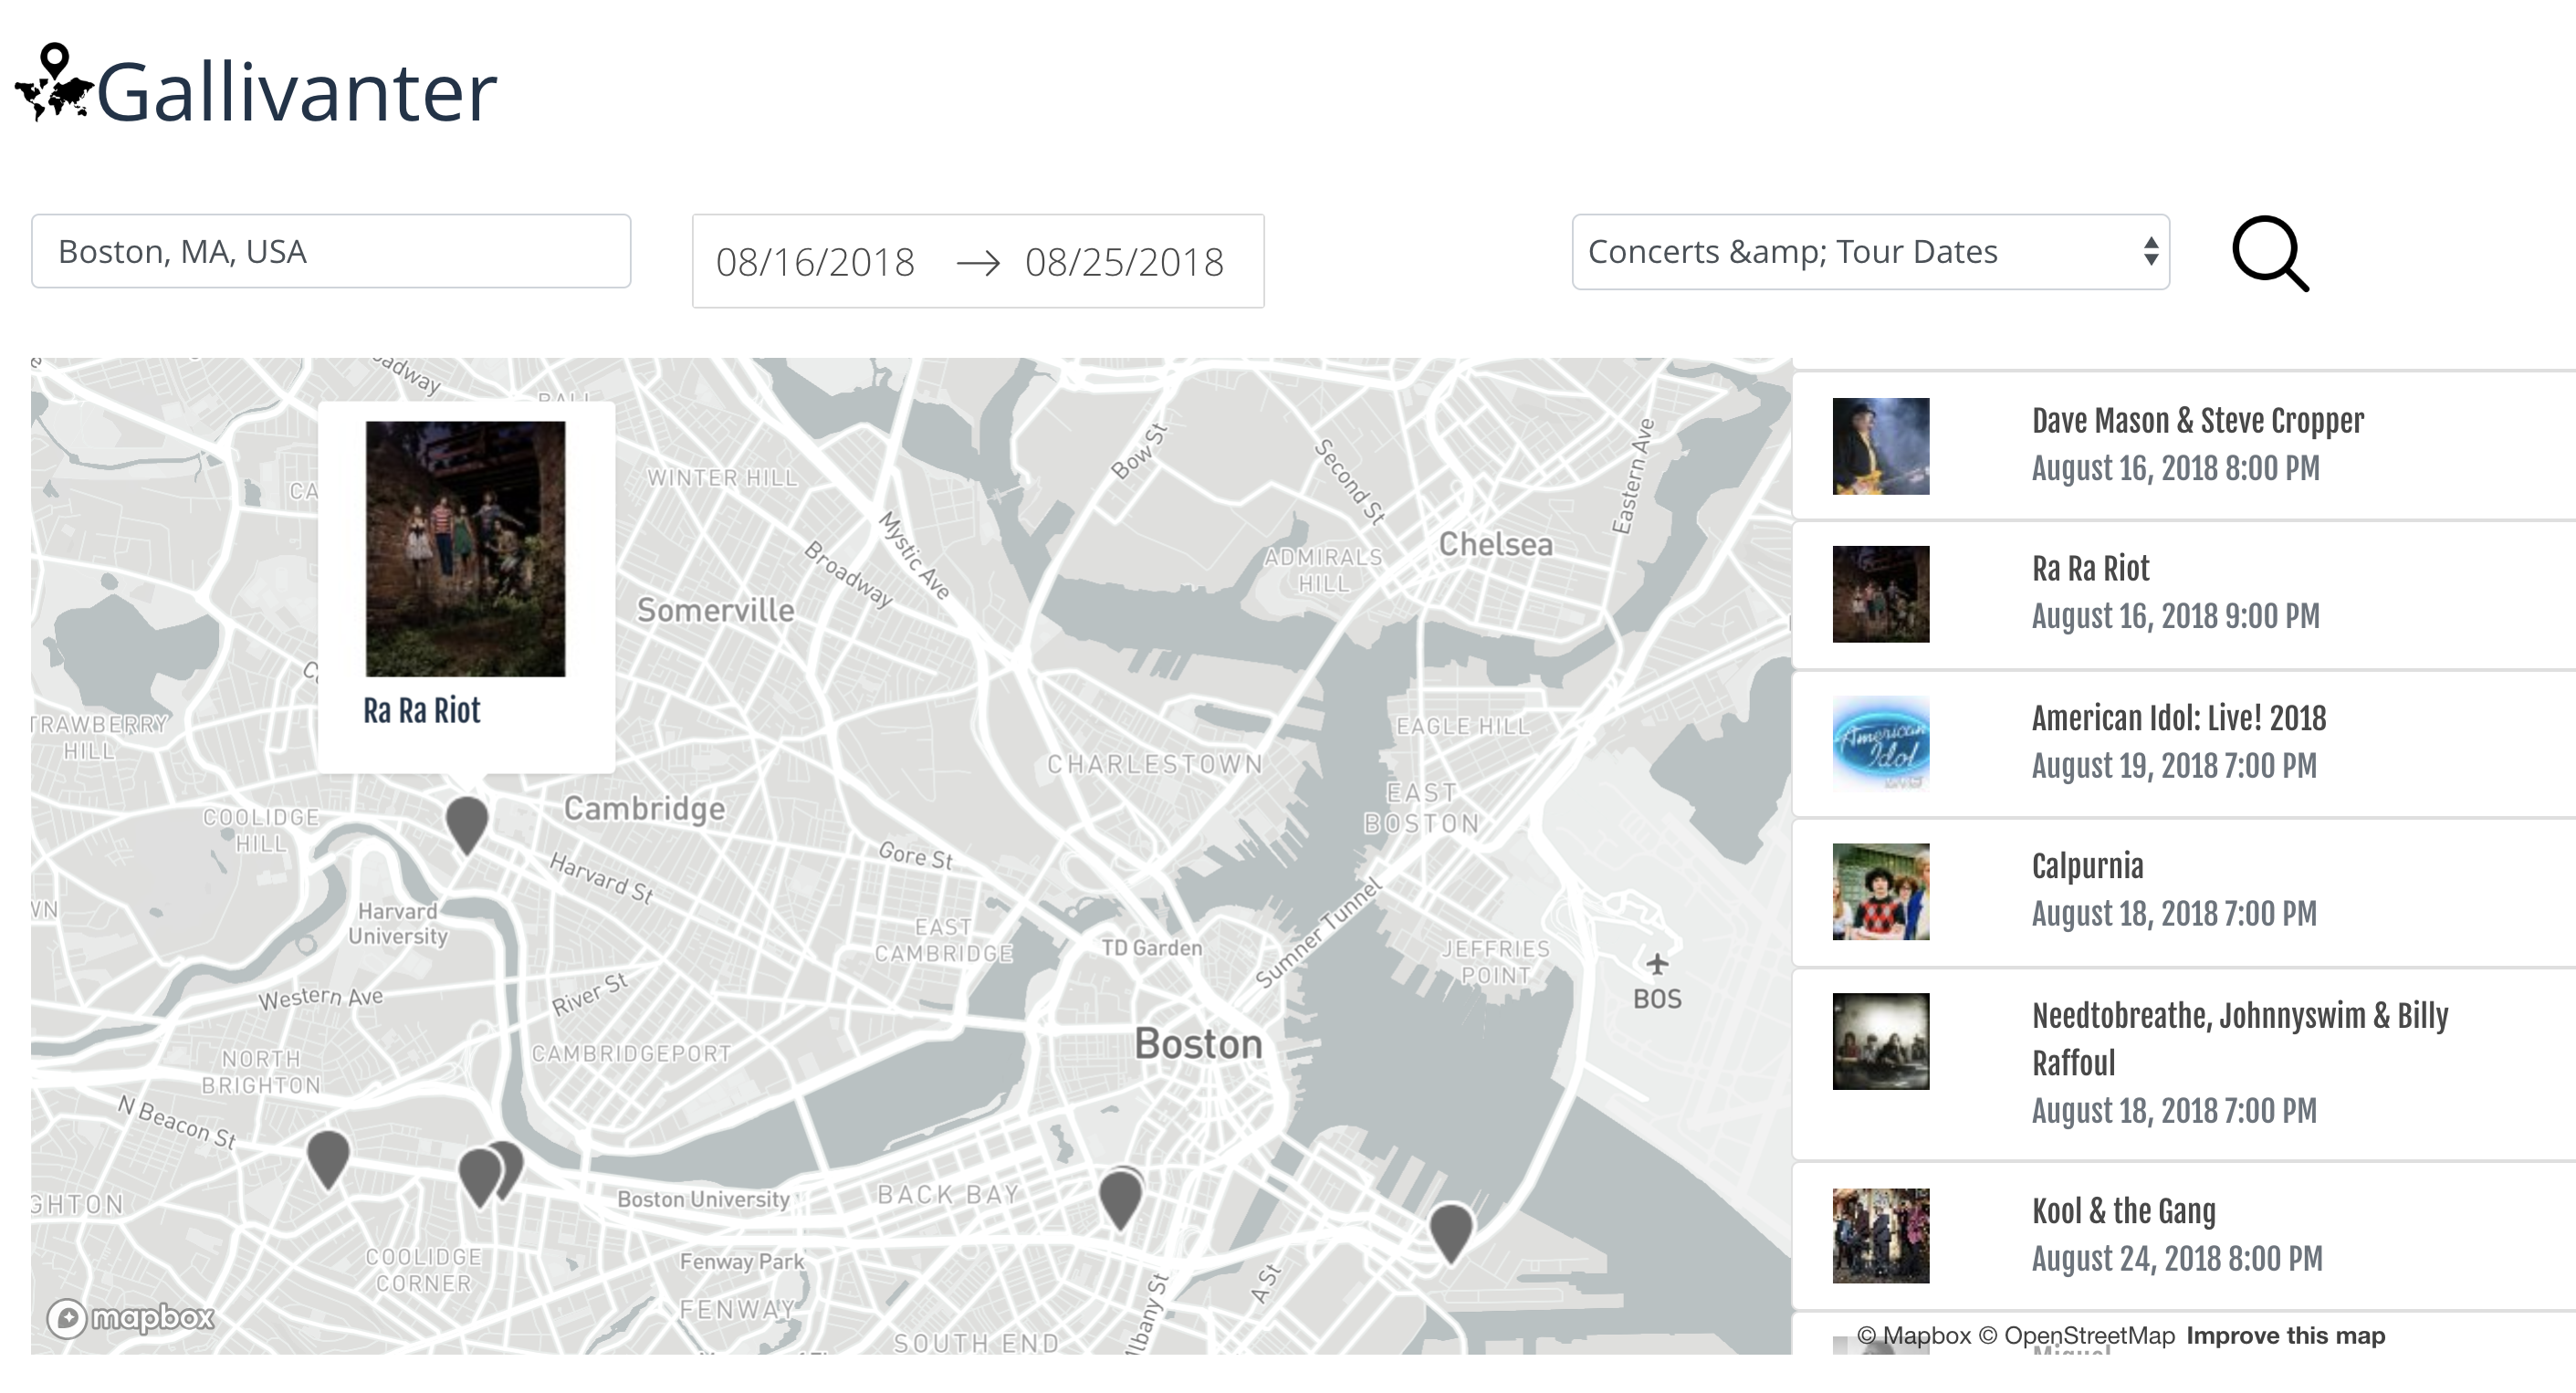 Gallivanter
Boston, MA, USA
08/16/2018 → 08/25/2018
Concerts &amp; Tour Dates
WINTER HILL
Bow St
Second St
Eastern Ave
Mystic Ave
Broadway
ADMIRALS
HILL
Chelsea
Somerville
Ra Ra Riot
HILL
EAGLE HILL
CHARLESTOWN
EAST
BOSTON
COOLIDGE
HILL
Cambridge
Harvard St
Gore St
Sumner Tunnel
Harvard
University
EAST
CAMBRIDGE
TD Garden
JEFFRIES
POINT
BOS
Western Ave
River St
Boston
NORTH
BRIGHTON
CAMBRIDGEPORT
N Beacon St
Boston University
BACK BAY
COOLIDGE
CORNER
Fenway Park
FENWAY
A St
SOUTH END
mapbox
Dave Mason & Steve Cropper
August 16, 2018 8:00 PM
Ra Ra Riot
August 16, 2018 9:00 PM
American Idol
American Idol: Live! 2018
August 19, 2018 7:00 PM
Calpurnia
August 18, 2018 7:00 PM
Needtobreathe, Johnnyswim & Billy
Raffoul
August 18, 2018 7:00 PM
Kool & the Gang
August 24, 2018 8:00 PM
© Mapbox © OpenStreetMap Improve this map